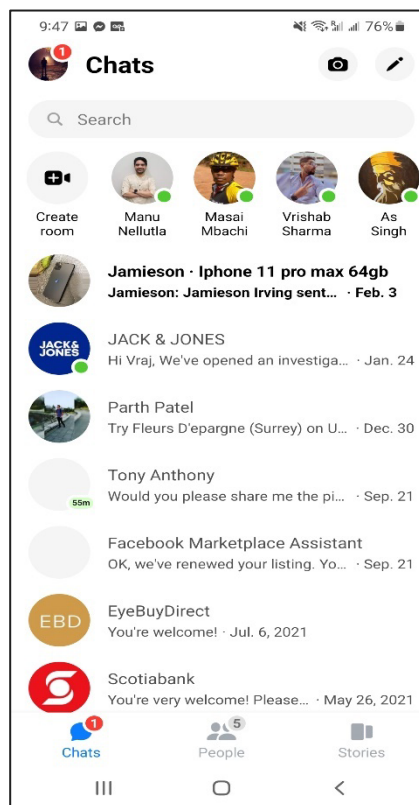 9:47 76%
1
Chats
Search
Create
room
Manu
Nellutla
Masai
Mbachi
Vrishab
Sharma
As
Singh
Jamieson · Iphone 11 pro max 64gb
Jamieson: Jamieson Irving sent... · Feb. 3
JACK&
JONES
JACK & JONES
Hi Vraj, We've opened an investiga... · Jan. 24
Parth Patel
Try Fleurs D'epargne (Surrey) on U... · Dec. 30
Tony Anthony
Would you please share me the pi... · Sep. 21
55m
Facebook Marketplace Assistant
OK, we've renewed your listing. Yo... · Sep. 21
EBD
EyeBuyDirect
You're welcome! · Jul. 6, 2021
Scotiabank
You're very welcome! Please... · May 26, 2021
1
5
Chats People Stories